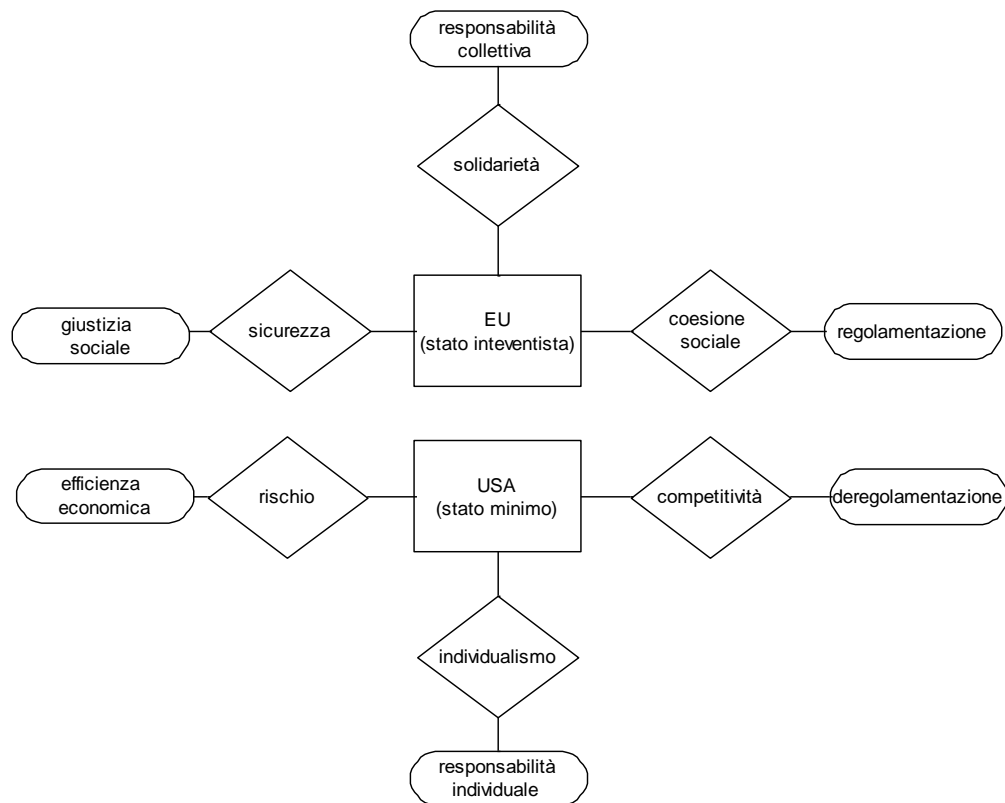 responsabilità
collettiva
solidarietà
giustizia
sociale
sicurezza
EU
(stato inteventista)
coesione
sociale
regolamentazione
efficienza
economica
rischio
USA
(stato minimo)
competitività
deregolamentazione
individualismo
responsabilità
individuale